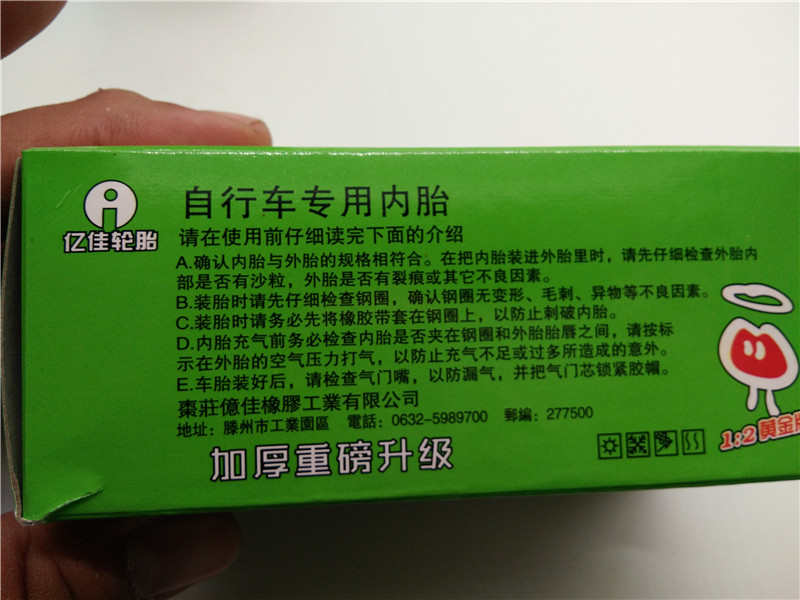 亿佳轮胎
自行车专用内胎
请在使用前仔细读完下面的介绍
A.确认内胎与外胎的规格相符合。在把内胎装进外胎里时，请先仔细检查外胎内
部是否有沙粒，外胎是否有裂痕或其它不良因素。
B.装胎时请先仔细检查钢圈，确认钢圈无变形、毛刺、异物等不良因素。
C.装胎时请务必先将橡胶带套在钢圈上，以防止刺破内胎。
D.内胎充气前务必检查内胎是否夹在钢圈和外胎胎唇之间，请按标
示在外胎的空气压力打气，以防止充气不足或过多所造成的意外。
E.车胎装好后，请检查气门嘴，以防漏气，并把气门芯锁紧胶帽。
棗莊億佳橡膠工業有限公司
地址：滕州市工業園區 電話：0632-5989700 郵編：277500
加厚重磅升级
1:2黄金